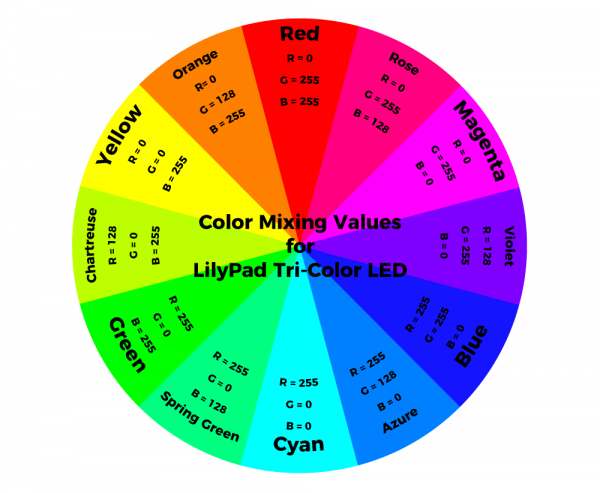 Red
R = 0
G = 255
B = 255
Rose
R = 0
G = 255
B = 128
Magenta
R = 0
G = 255
B = 0
Violet
R = 128
G = 255
B = 0
Blue
B = 0
G = 255
R = 255
Azure
B = 0
G = 128
R = 255
R = 255
G = 0
B = 0
Cyan
R = 255
G = 0
B = 128
Spring Green
R = 255
G = 0
B = 255
Green
Chartreuse
R = 128
G = 0
B = 255
Yellow
R = 0
G = 0
B = 255
Orange
R= 0
G = 128
B = 255
Color Mixing Values
for
LilyPad Tri-Color LED